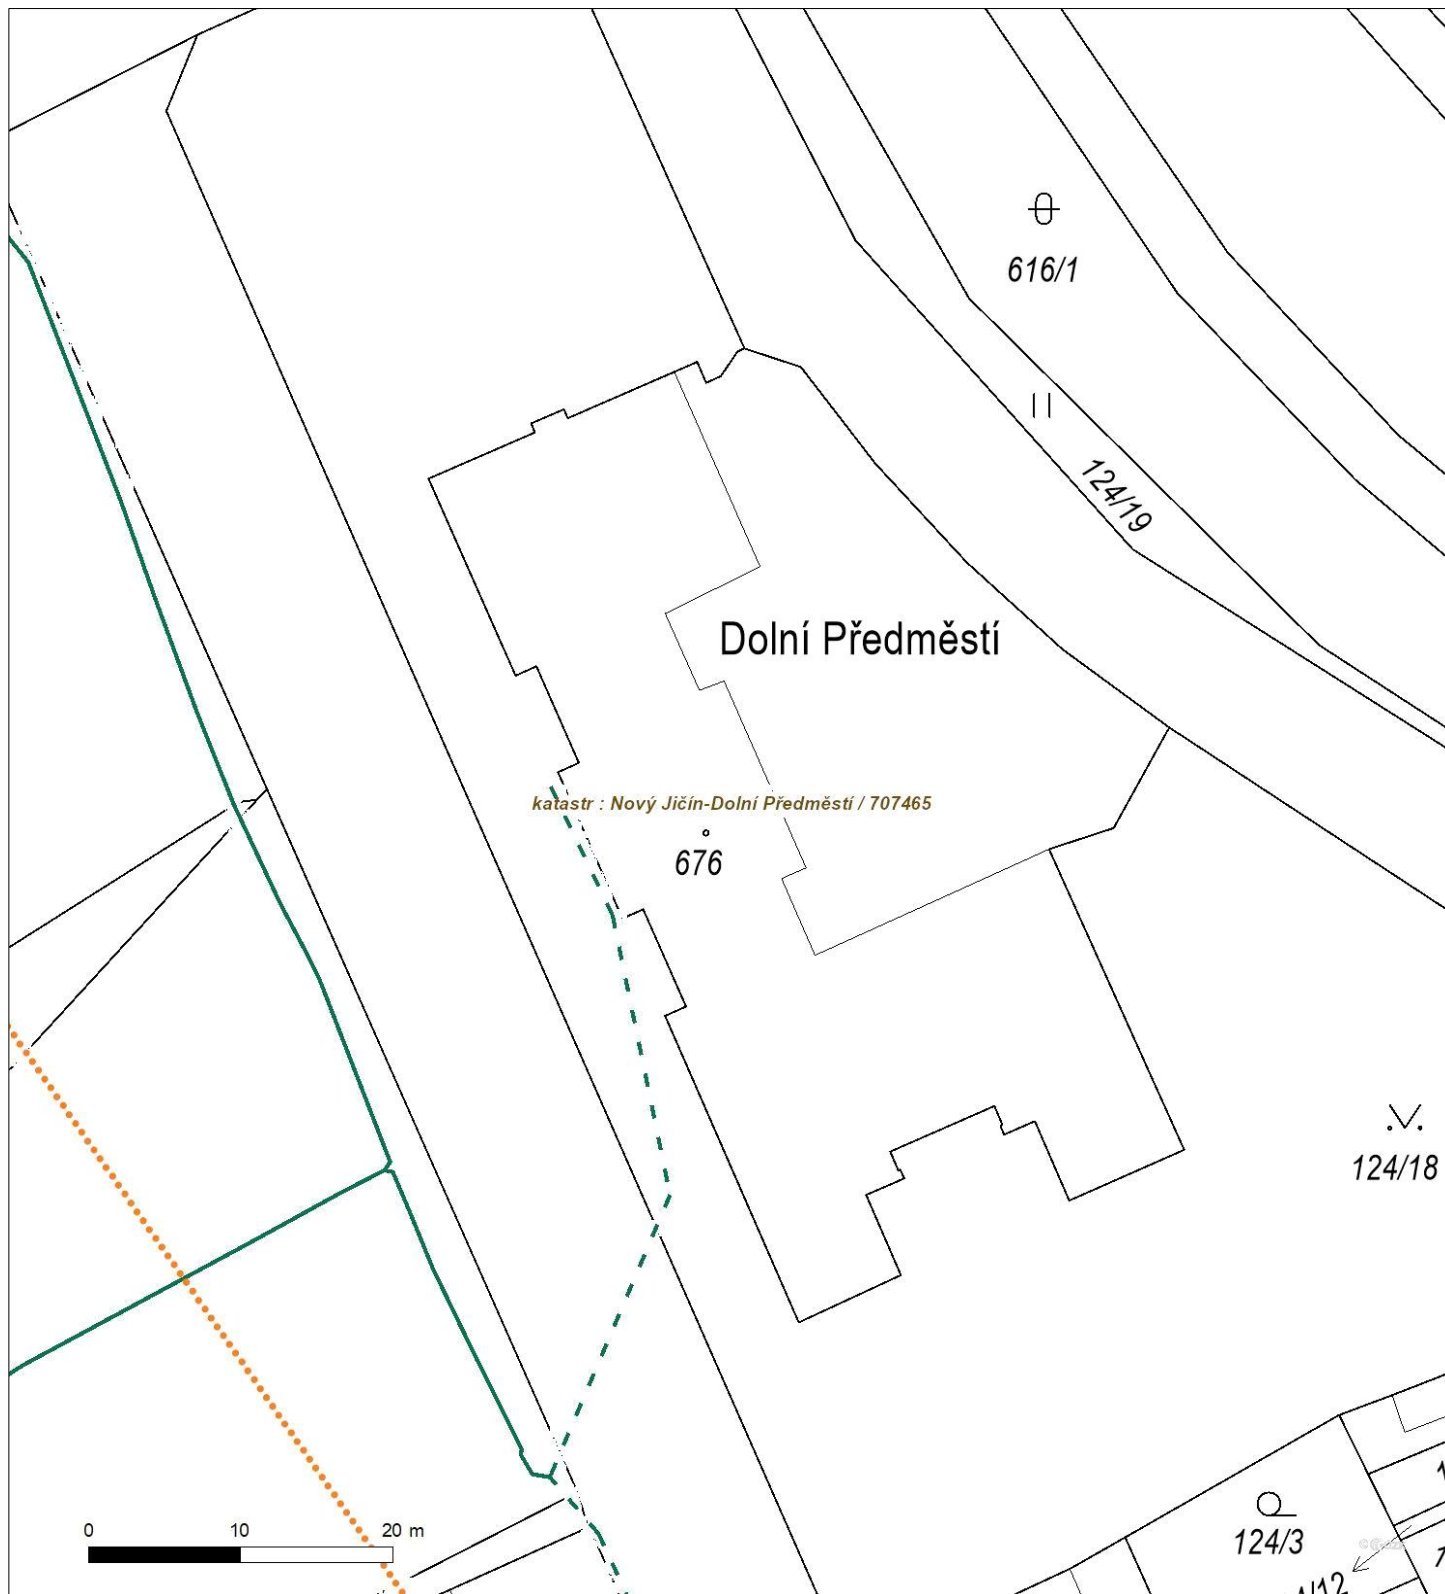 616/1
124/19
Dolní Předměstí
katastr : Nový Jičín-Dolní Předměstí / 707465
676
124/18
0 10 20 m
124/3